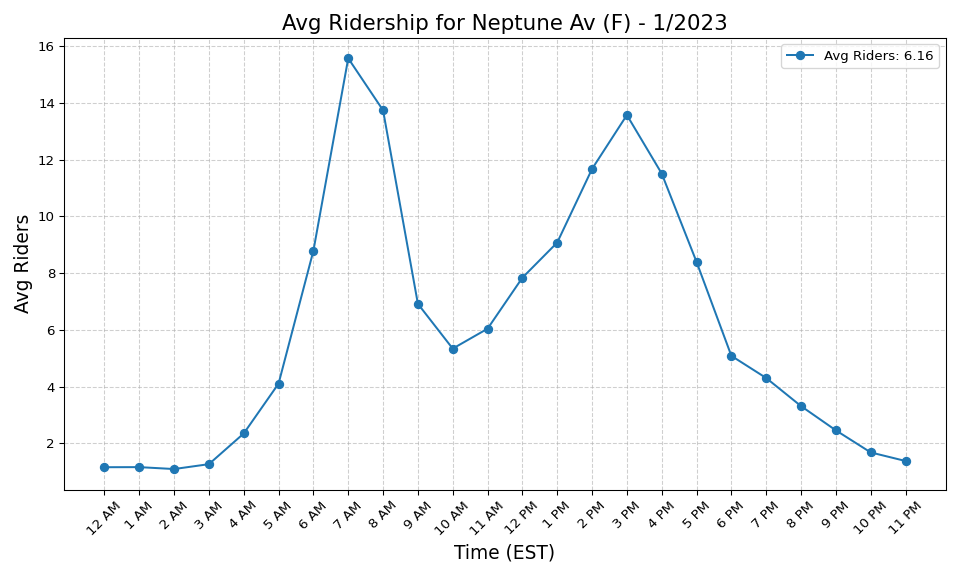 Avg Ridership for Neptune Av (F) - 1/2023
Avg Riders: 6.16
Avg Riders
16
14
12
10
8
6
4
2
12 AM
1 AM
2 AM
3 AM
4 AM
5 AM
6 AM
7 AM
8 AM
9 AM
10 AM
11 AM
12 PM
1 PM
2 PM
3 PM
4 PM
5 PM
6 PM
7 PM
8 PM
9 PM
10 PM
11 PM
Time (EST)